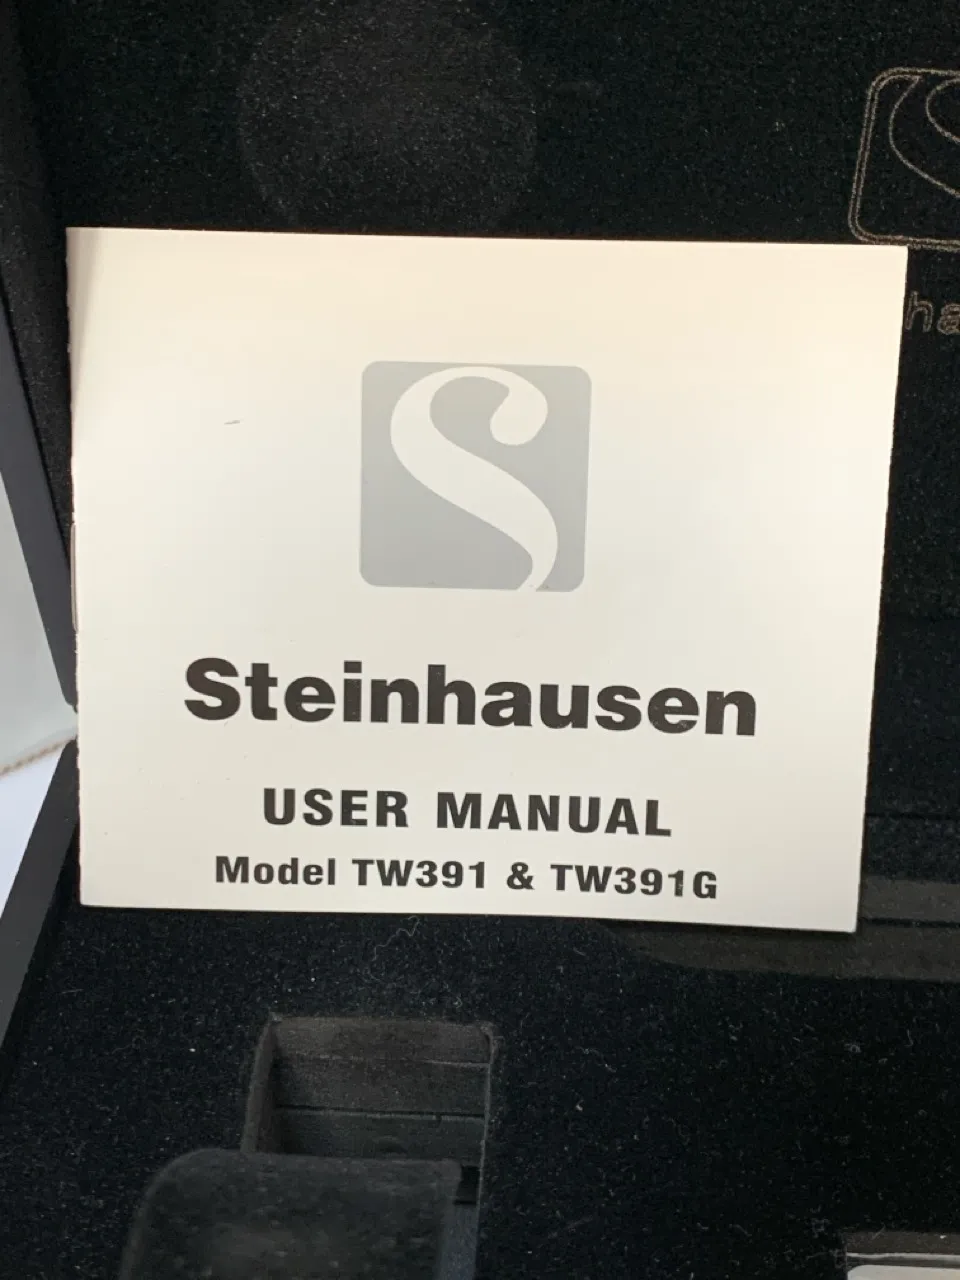 S
Steinhausen
USER MANUAL
Model TW391 & TW391G